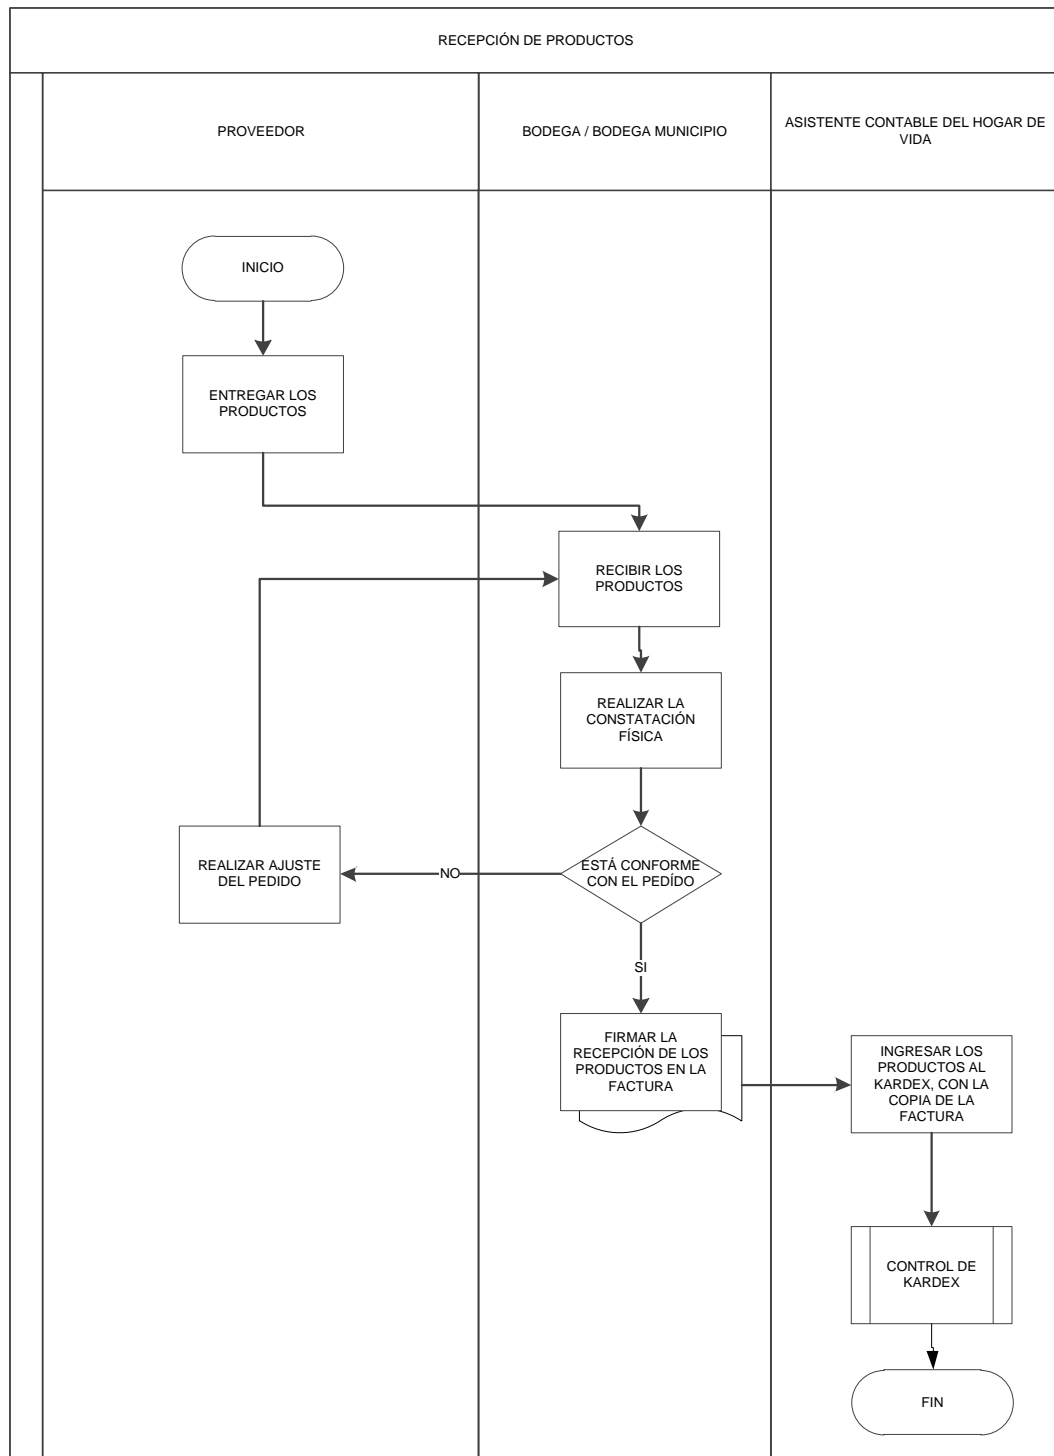 RECEPCIÓN DE PRODUCTOS
PROVEEDOR
BODEGA / BODEGA MUNICIPIO
ASISTENTE CONTABLE DEL HOGAR DE
VIDA
INICIO
ENTREGAR LOS
PRODUCTOS
RECIBIR LOS
PRODUCTOS
REALIZAR LA
CONSTATACIÓN
FÍSICA
ESTÁ CONFORME
CON EL PEDÍDO
NO
REALIZAR AJUSTE
DEL PEDIDO
SI
FIRMAR LA
RECEPCIÓN DE LOS
PRODUCTOS EN LA
FACTURA
INGRESAR LOS
PRODUCTOS AL
KARDEX, CON LA
COPIA DE LA
FACTURA
CONTROL DE
KARDEX
FIN